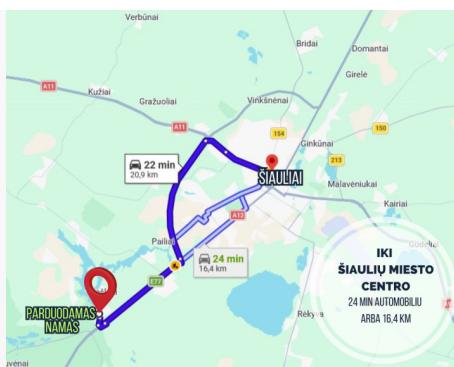 Verbūnai
Bridai
Domantai
Girelė
A11
Kužiai
Gražuoliai
Vinkšnėnai
A11
154
150
Ginkūnai
213
22 min
20,9 km
ŠIAULIAI
Malavėniukai
A12
Kairiai
Pailiai
24 min
16,4 km
Gudeliai
E77
PARDUODAMAS
NAMAS
Rėkyva
IKI
ŠIAULIŲ MIESTO
CENTRO
24 MIN AUTOMOBILIU
ARBA 16,4 KM